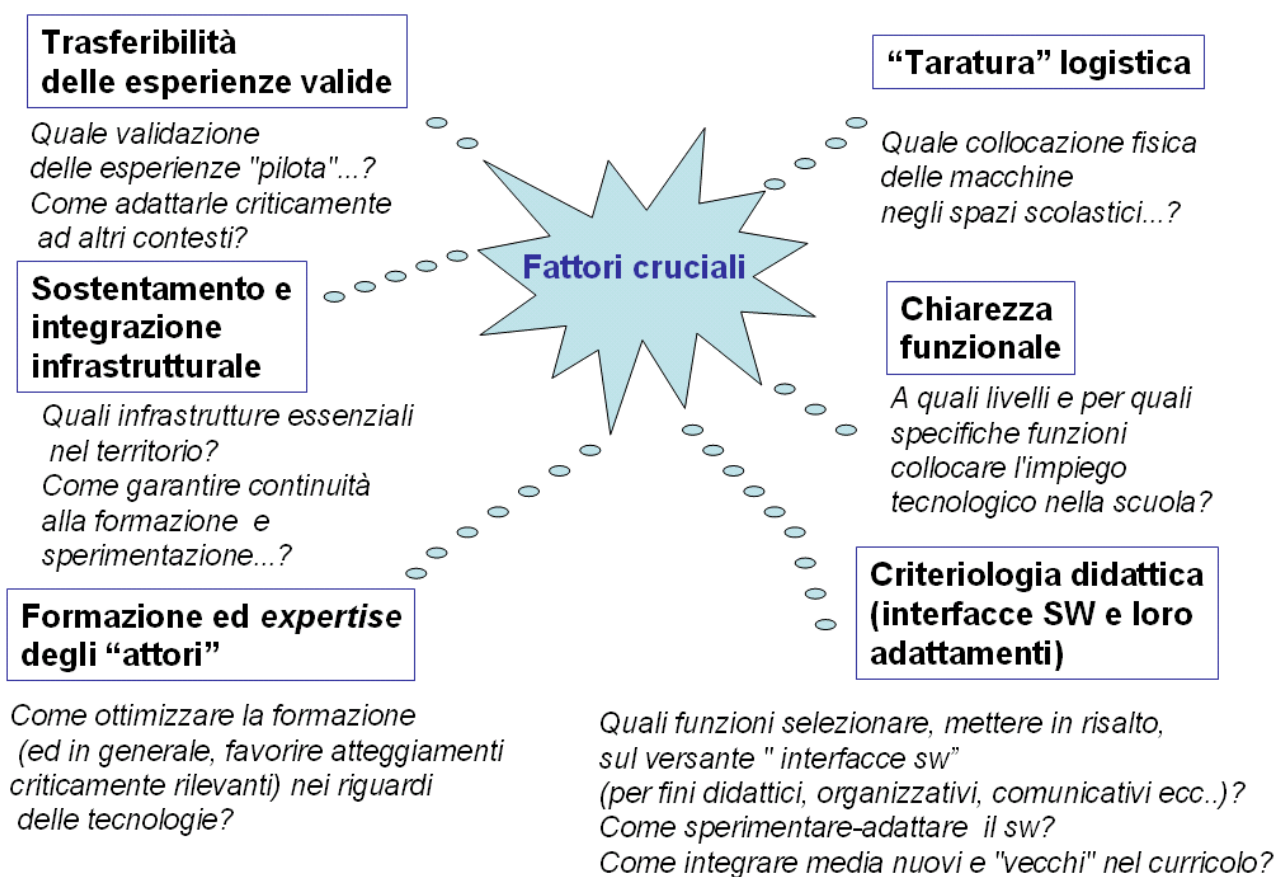 Trasferibilità
delle esperienze valide
Quale validazione
delle esperienze "pilota"...?
Come adattarle criticamente
ad altri contesti?
Sostentamento e
integrazione
infrastrutturale
Quali infrastrutture essenziali
nel territorio?
Come garantire continuità
alla formazione e
sperimentazione...?
Formazione ed expertise
degli “attori”
Come ottimizzare la formazione
(ed in generale, favorire atteggiamenti
criticamente rilevanti) nei riguardi
delle tecnologie?
Fattori cruciali
“Taratura” logistica
Quale collocazione fisica
delle macchine
negli spazi scolastici...?
Chiarezza
funzionale
A quali livelli e per quali
specifiche funzioni
collocare l'impiego
tecnologico nella scuola?
Criteriologia didattica
(interfacce SW e loro
adattamenti)
Quali funzioni selezionare, mettere in risalto,
sul versante " interfacce sw”
(per fini didattici, organizzativi, comunicativi ecc..)?
Come sperimentare-adattare il sw?
Come integrare media nuovi e "vecchi" nel curricolo?